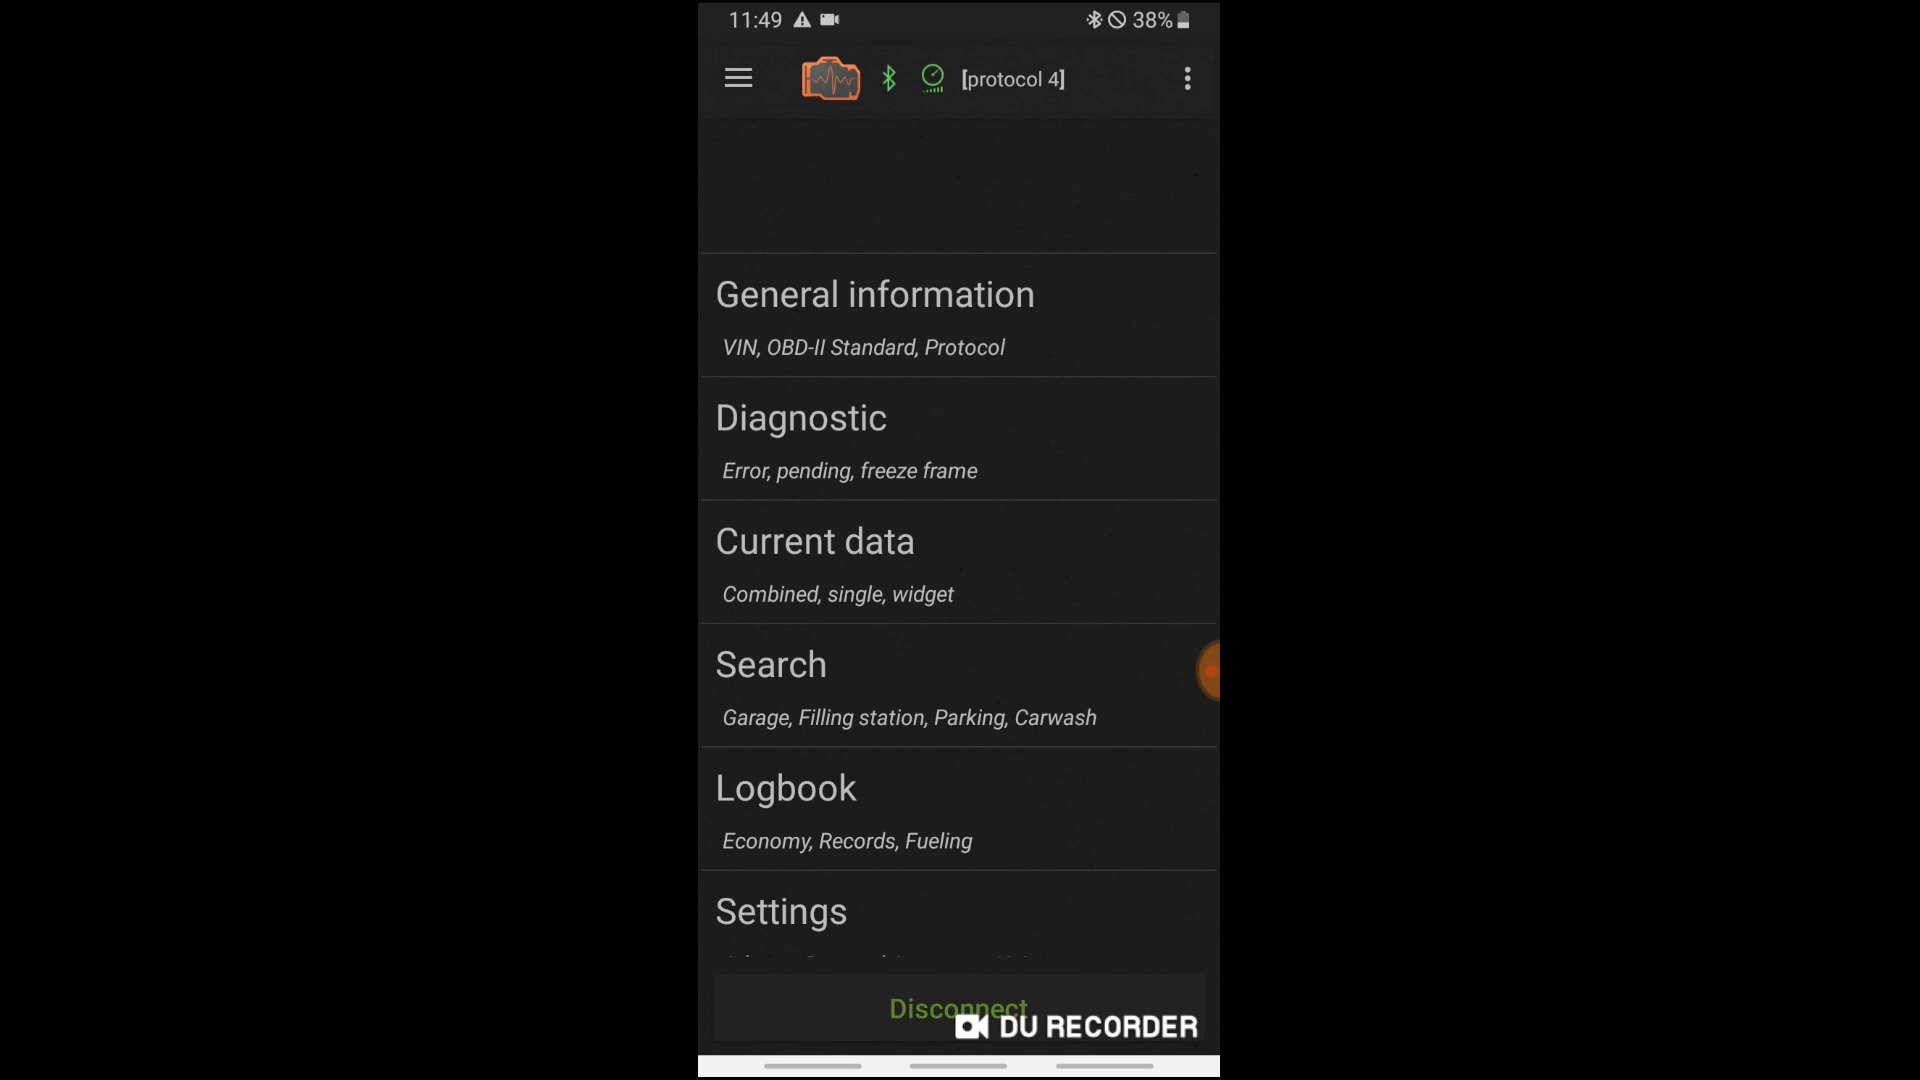 11:49 38%
[protocol 4]
General information
VIN, OBD-II Standard, Protocol
Diagnostic
Error, pending, freeze frame
Current data
Combined, single, widget
Search
Garage, Filling station, Parking, Carwash
Logbook
Economy, Records, Fueling
Settings
Disconnect
DU RECORDER